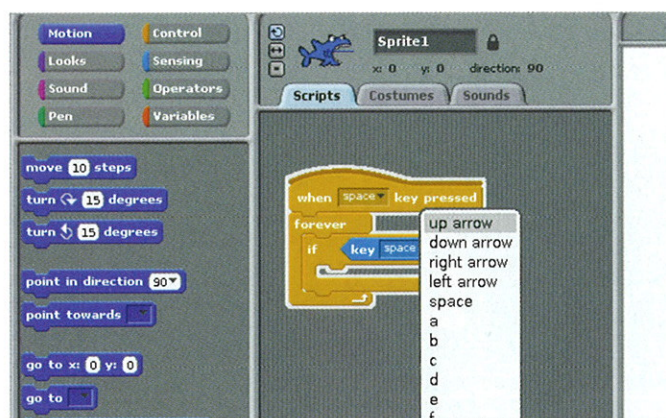 Motion
Control
Looks
Sensing
Sound
Operators
Pen
Variables
Sprite1
x: 0 y: 0 direction: 90
Scripts
Costumes
Sounds
move 10 steps
turn 15 degrees
turn 15 degrees
point in direction 90
point towards
go to x: 0 y: 0
go to
when space key pressed
forever
if key space
up arrow
down arrow
right arrow
left arrow
space
a
b
c
d
e